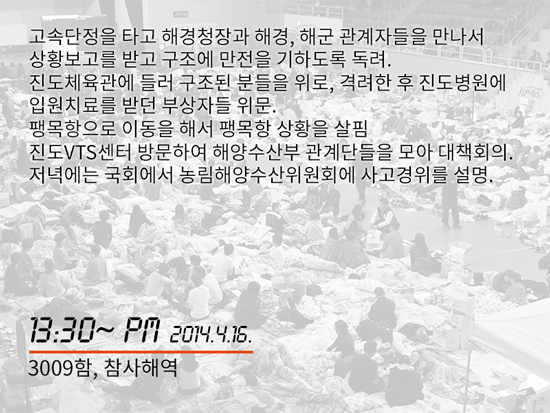 고속단정을 타고 해경청장과 해경, 해군 관계자들을 만나서
상황보고를 받고 구조에 만전을 기하도록 독려.
진도체육관에 들러 구조된 분들을 위로, 격려한 후 진도병원에
입원치료를 받던 부상자들 위문.
팽목항으로 이동을 해서 팽목항 상황을 살핌
진도VTS센터 방문하여 해양수산부 관계단들을 모아 대책회의.
저녁에는 국회에서 농림해양수산위원회에 사고경위를 설명.
13:30~ PM 2014.4.16.
3009함, 참사해역